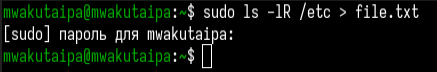 mwakutaipa@mwakutaipa:~$ sudo ls -lR /etc > file.txt
[sudo] пароль для mwakutaipa:
mwakutaipa@mwakutaipa:~$